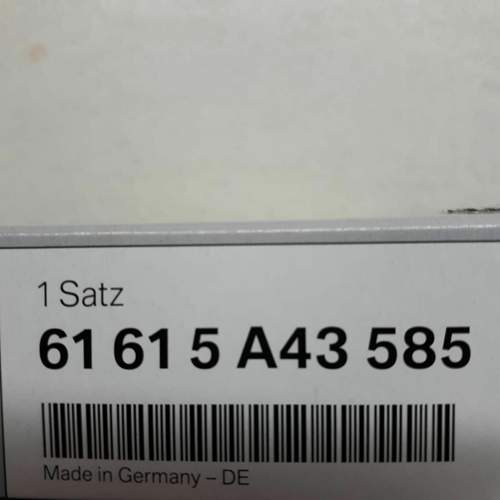 1 Satz
61 61 5 A43 585
Made in Germany – DE